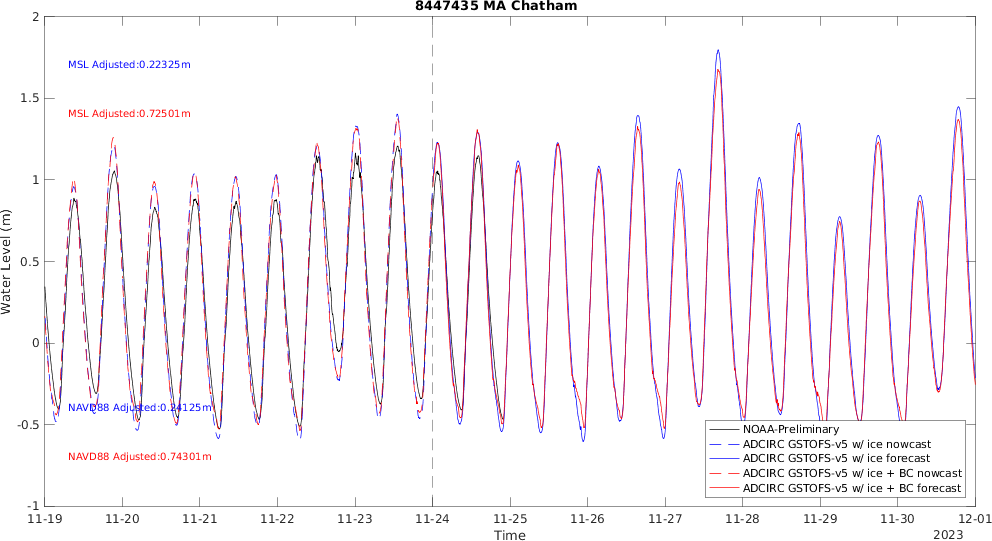 8447435 MA Chatham
2
1.5
1
0.5
0
-0.5
-1
Water Level (m)
MSL Adjusted:0.22325m
MSL Adjusted:0.72501m
NAVD88 Adjusted:0.24125m
NAVD88 Adjusted:0.74301m
NOAA-Preliminary
ADCIRC GSTOFS-v5 w/ ice nowcast
ADCIRC GSTOFS-v5 w/ ice forecast
ADCIRC GSTOFS-v5 w/ ice + BC nowcast
ADCIRC GSTOFS-v5 w/ ice + BC forecast
11-19 11-20 11-21 11-22 11-23 11-24 11-25 11-26 11-27 11-28 11-29 11-30 12-01
Time
2023